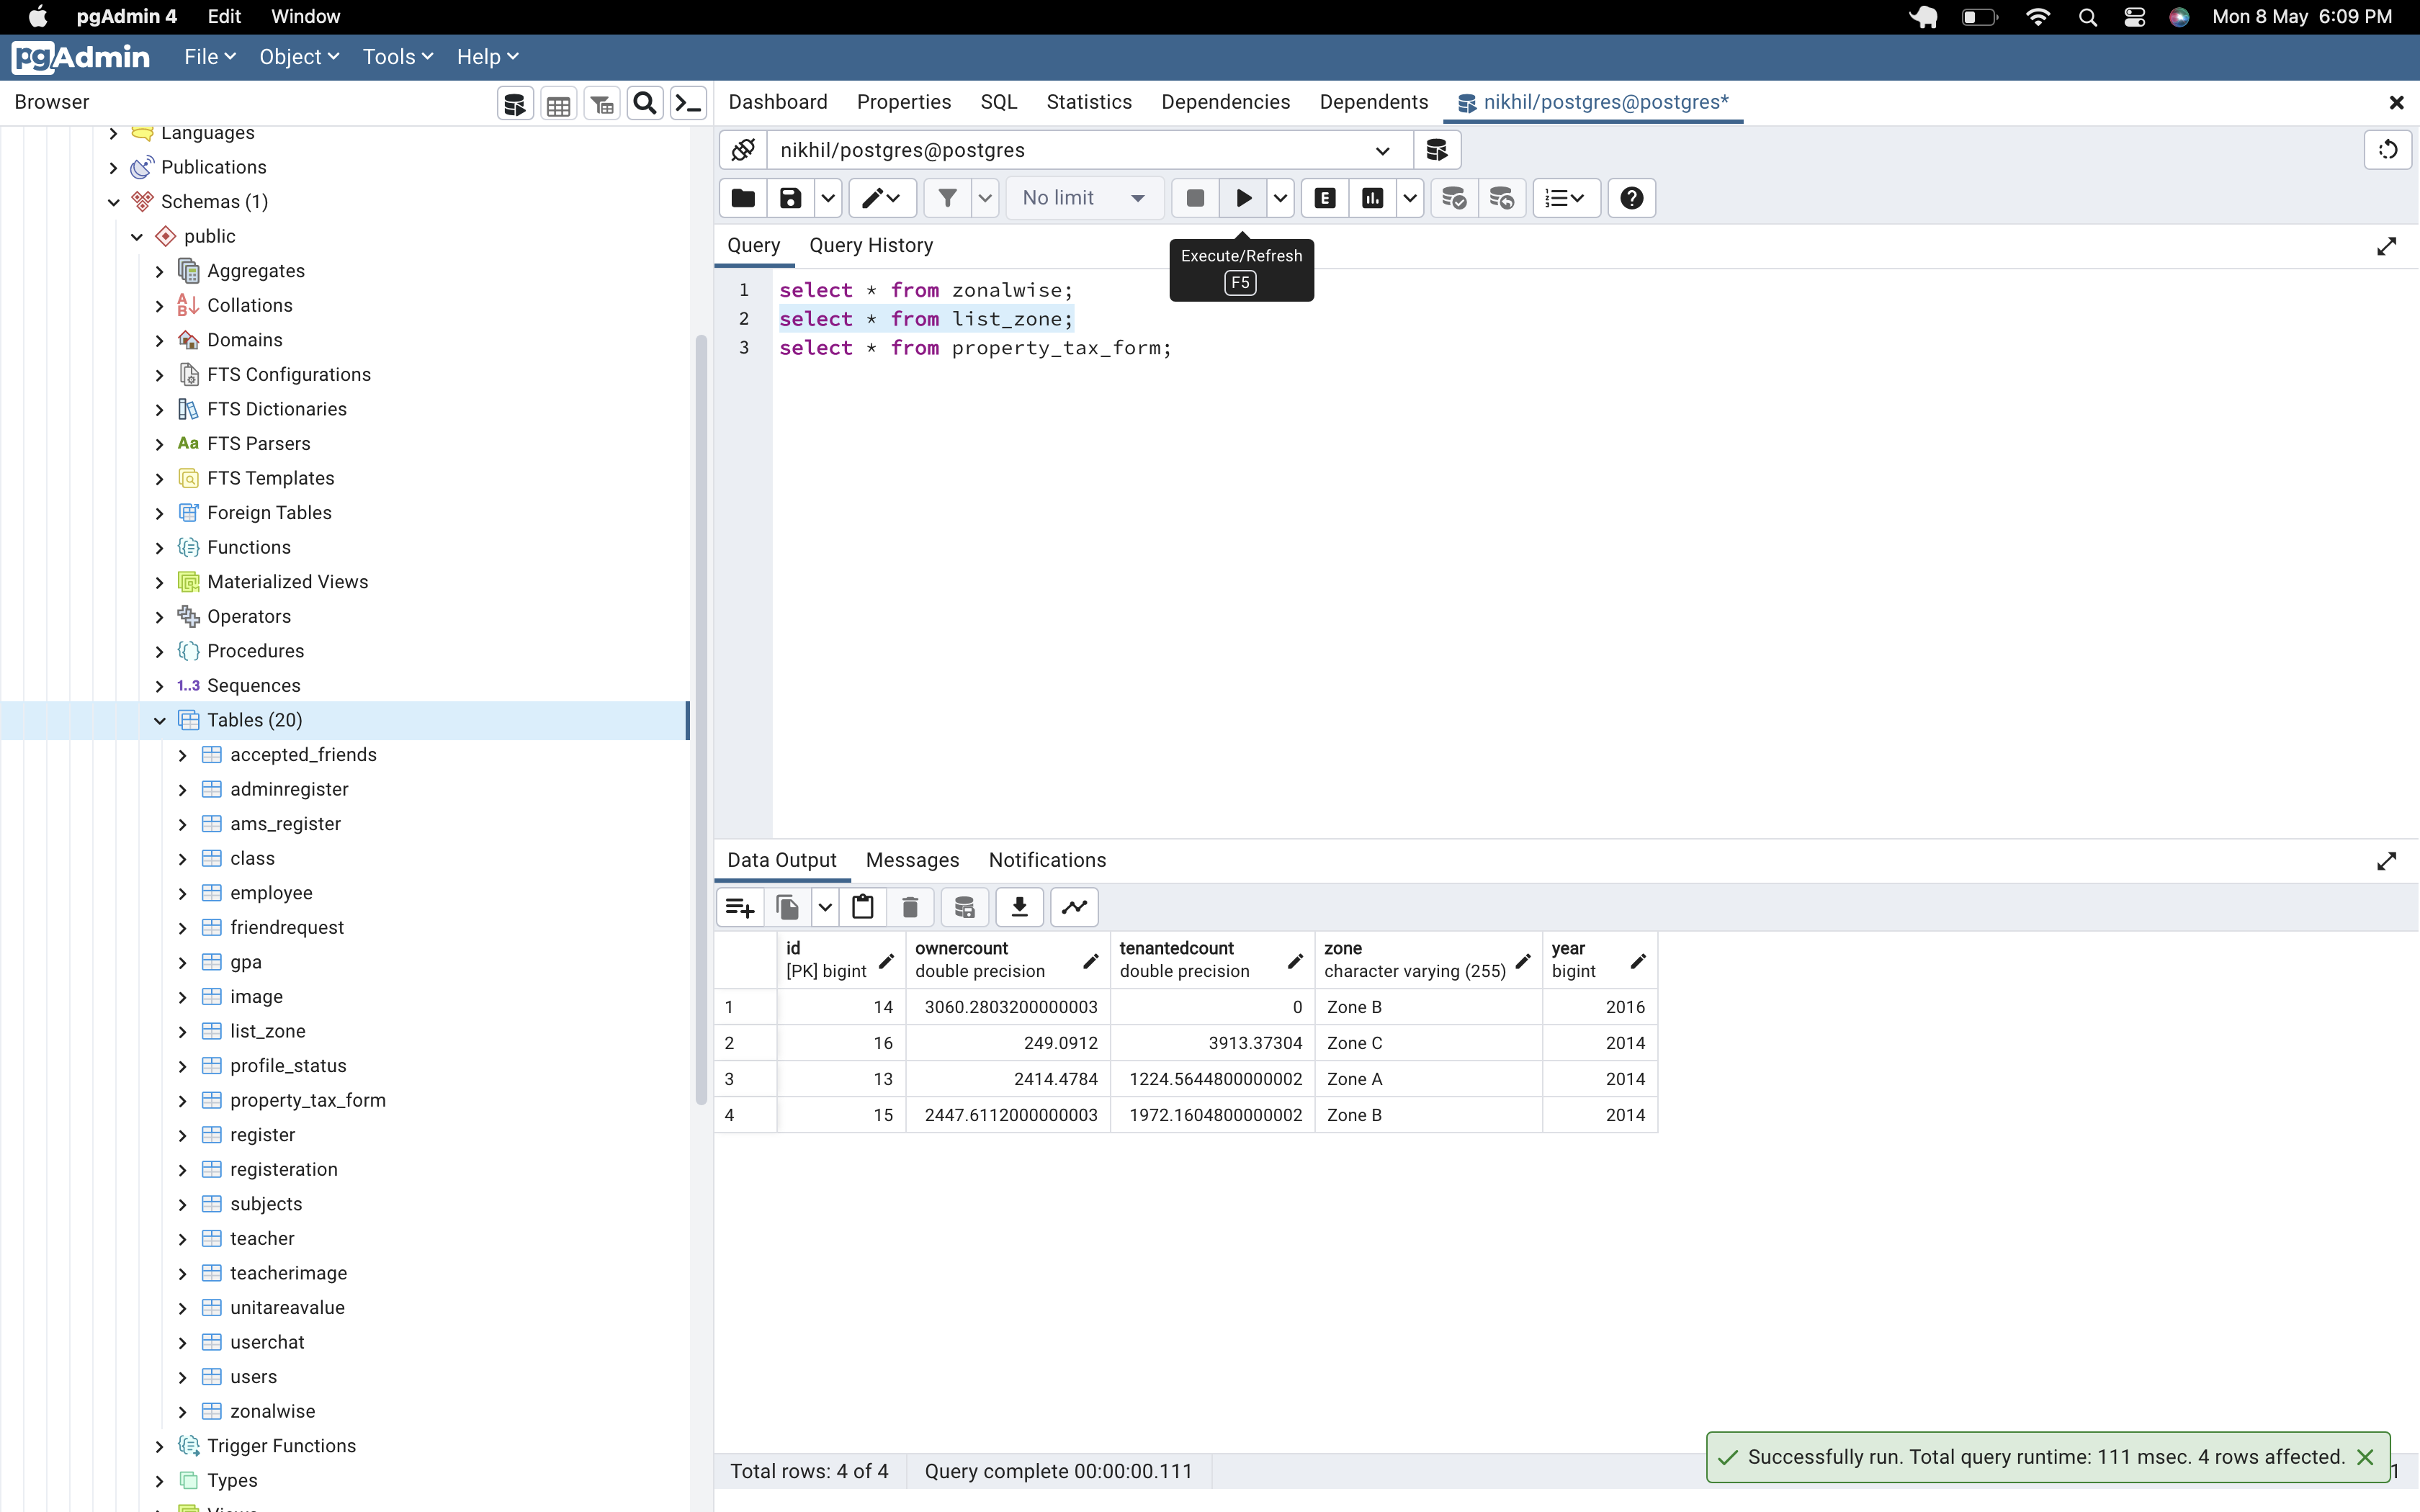 pgAdmin 4 Edit Window Mon 8 May 6:09 PM
pgAdmin File Object Tools Help
Browser
Dashboard Properties SQL Statistics Dependencies Dependents nikhil/postgres@postgres*
Languages
Publications
Schemas (1)
public
Aggregates
Collations
Domains
FTS Configurations
FTS Dictionaries
Aa FTS Parsers
FTS Templates
Foreign Tables
Functions
Materialized Views
Operators
Procedures
1..3 Sequences
Tables (20)
accepted_friends
adminregister
ams_register
class
employee
friendrequest
gpa
image
list_zone
profile_status
property_tax_form
register
registeration
subjects
teacher
teacherimage
unitareavalue
userchat
users
zonalwise
Trigger Functions
Types
nikhil/postgres@postgres
No limit E
Query Query History
Execute/Refresh
F5
1 select * from zonalwise;
2 select * from list_zone;
3 select * from property_tax_form;
Data Output Messages Notifications
id ownercount tenantedcount zone year
[PK] bigint double precision double precision character varying (255) bigint
1 14 3060.2803200000003 0 Zone B 2016
2 16 249.0912 3913.37304 Zone C 2014
3 13 2414.4784 1224.5644800000002 Zone A 2014
4 15 2447.6112000000003 1972.1604800000002 Zone B 2014
Successfully run. Total query runtime: 111 msec. 4 rows affected.
Total rows: 4 of 4 Query complete 00:00:00.111